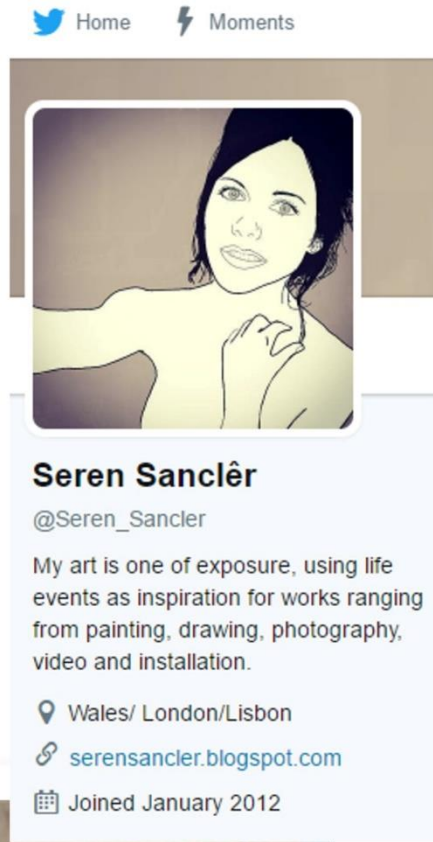 Home Moments
Seren Sanclêr
@Seren_Sancler
My art is one of exposure, using life
events as inspiration for works ranging
from painting, drawing, photography,
video and installation.
Wales/ London/Lisbon
serensancler.blogspot.com
Joined January 2012